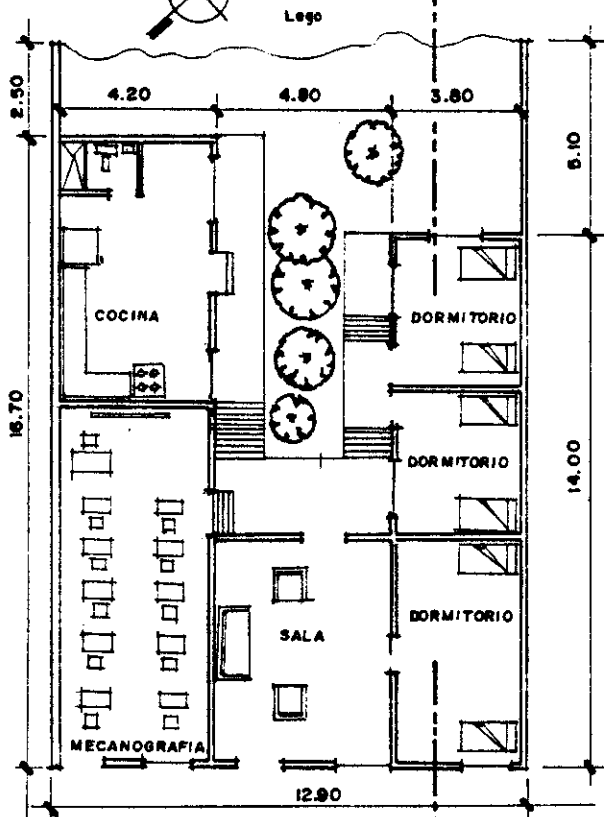 Lago
2.50
4.20
4.80
3.80
5.10
COCINA
DORMITORIO
16.70
DORMITORIO
14.00
DORMITORIO
SALA
MECANOGRAFIA
12.90